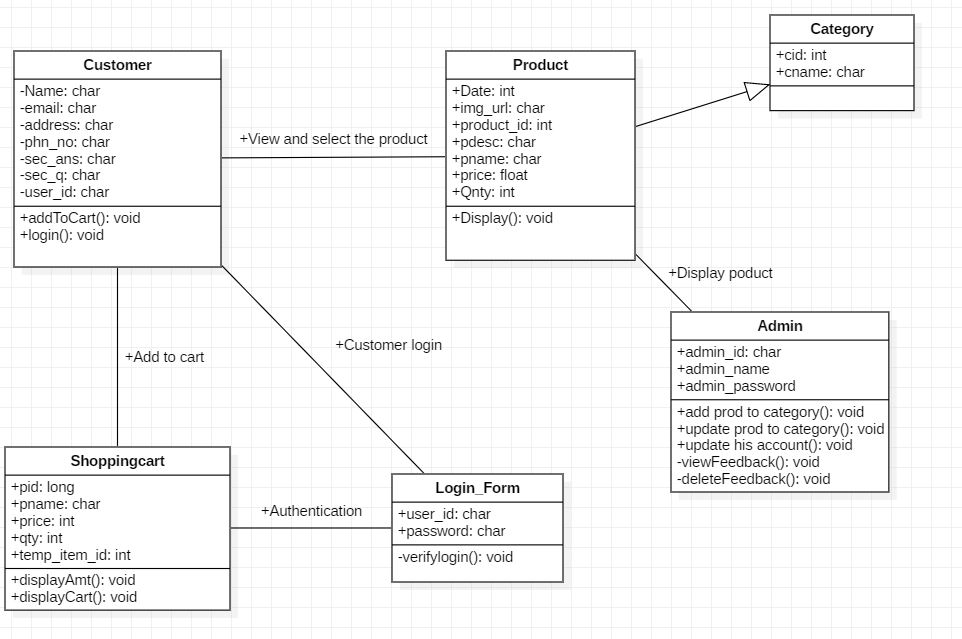 Category
+cid: int
+cname: char
Customer
-Name: char
-email: char
-address: char
-phn_no: char
-sec_ans: char
-sec_q: char
-user_id: char
+addToCart(): void
+login(): void
+View and select the product
Product
+Date: int
+img_url: char
+product_id: int
+pdesc: char
+pname: char
+price: float
+Qnty: int
+Display(): void
+Display poduct
Admin
+admin_id: char
+admin_name
+admin_password
+add prod to category(): void
+update prod to category(): void
+update his account(): void
-viewFeedback(): void
-deleteFeedback(): void
+Customer login
+Add to cart
Shoppingcart
+pid: long
+pname: char
+price: int
+qty: int
+temp_item_id: int
+displayAmt(): void
+displayCart(): void
+Authentication
Login_Form
+user_id: char
+password: char
-verifylogin(): void